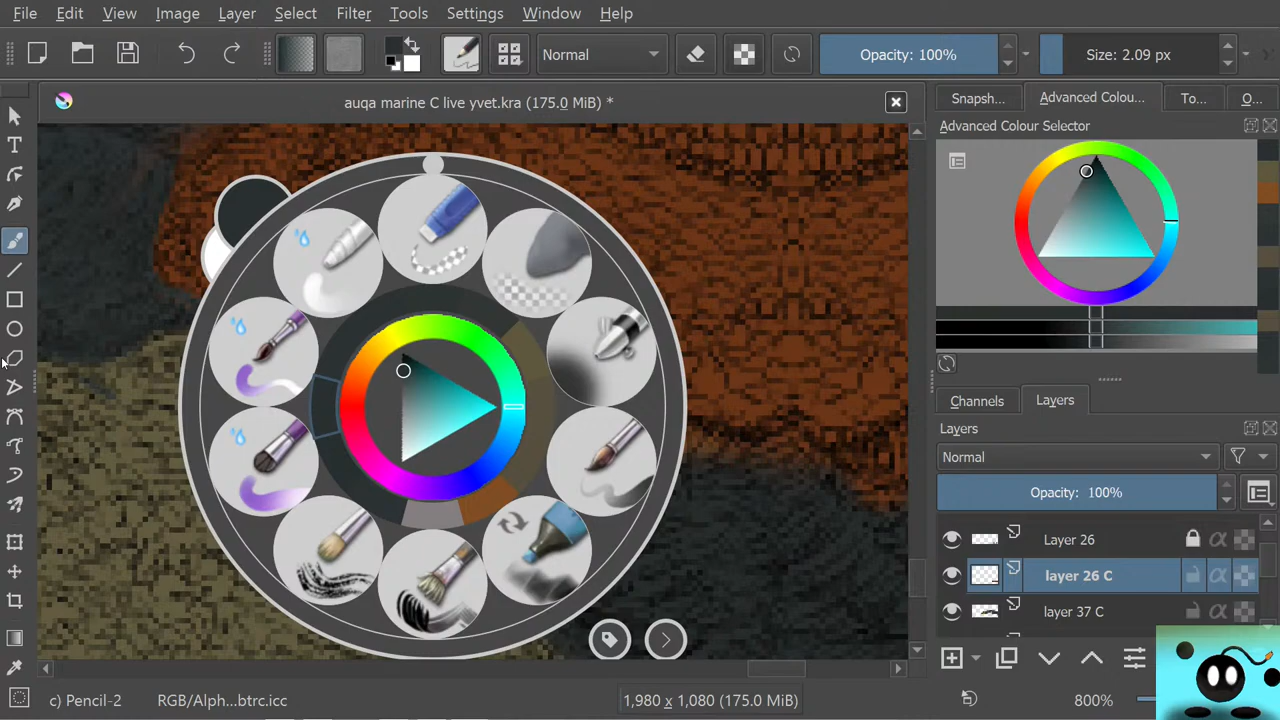 File Edit View Image Layer Select Filter Tools Settings Window Help
Normal Opacity: 100% Size: 2.09 px
auqa marine C live yvet.kra (175.0 MiB) *
Snapsh... Advanced Colou... To... O...
Advanced Colour Selector
Channels Layers
Layers
Normal
Opacity: 100%
Layer 26
layer 26 C
layer 37 C
c) Pencil-2 RGB/Alph...btrc.icc 1,980 x 1,080 (175.0 MiB) 800%